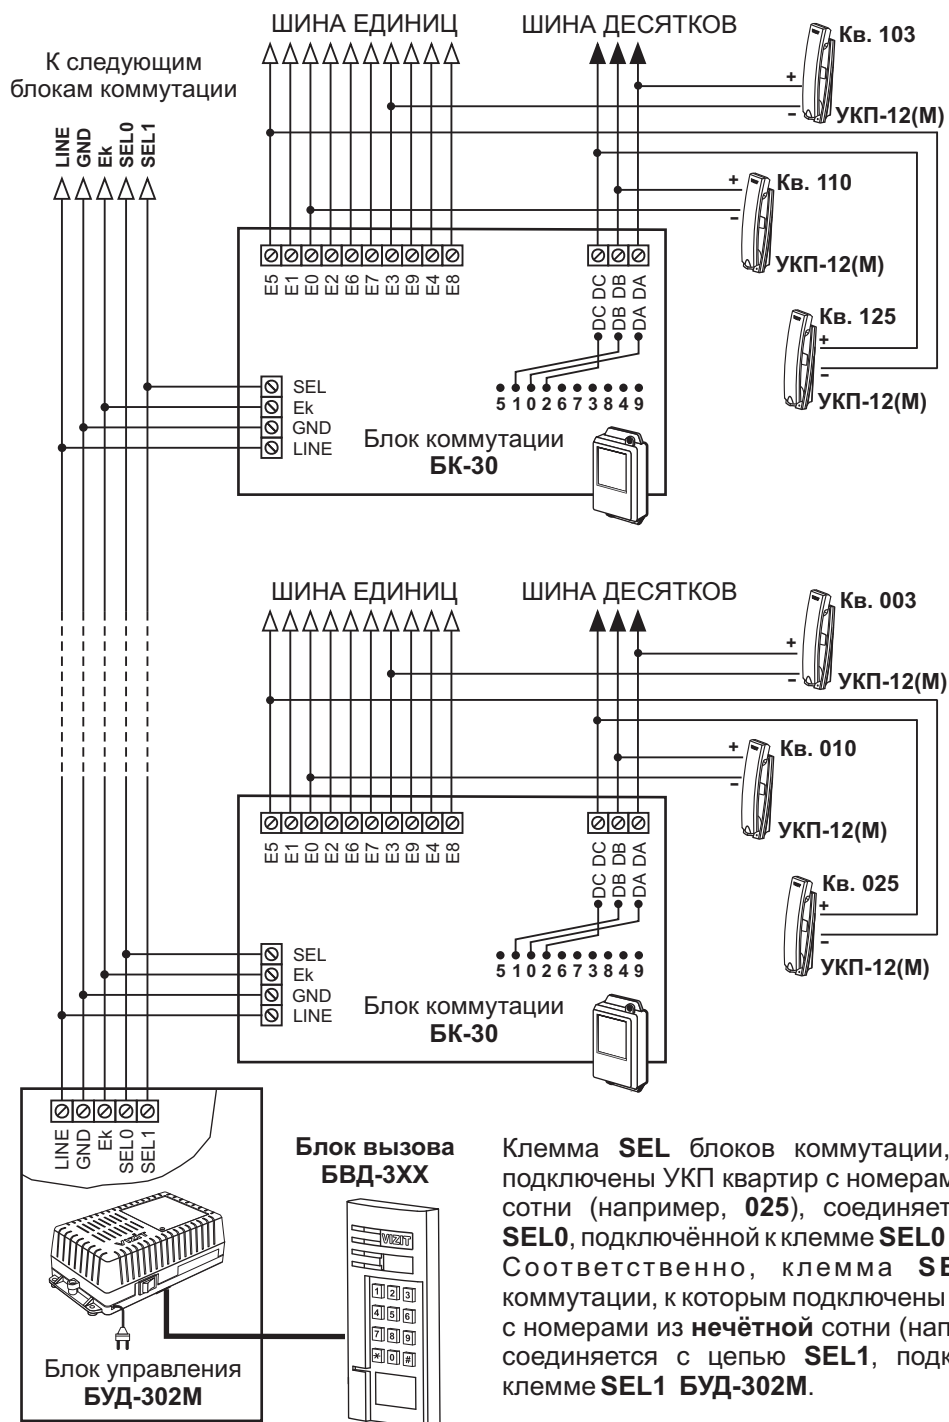 ШИНА ЕДИНИЦ
ШИНА ДЕСЯТКОВ
К следующим
блокам коммутации
LINE
GND
Ek
SEL0
SEL1
Кв. 103
+
–
УКП-12(М)
Кв. 110
+
–
УКП-12(М)
Кв. 125
+
–
УКП-12(М)
E5 E1 E0 E2 E6 E7 E3 E9 E4 E8
DC DC
DB DB
DA DA
5 1 0 2 6 7 3 8 4 9
SEL
Ek
GND
LINE
Блок коммутации
БК-30
ШИНА ЕДИНИЦ
ШИНА ДЕСЯТКОВ
Кв. 003
+
–
УКП-12(М)
Кв. 010
+
–
УКП-12(М)
Кв. 025
+
–
УКП-12(М)
E5 E1 E0 E2 E6 E7 E3 E9 E4 E8
DC DC
DB DB
DA DA
5 1 0 2 6 7 3 8 4 9
SEL
Ek
GND
LINE
Блок коммутации
БК-30
LINE
GND
Ek
SEL0
SEL1
VIZIT
Блок управления
БУД-302М
Блок вызова
БВД-3ХХ
VIZIT
1 2 3
4 5 6
7 8 9
* 0 #
Клемма SEL блоков коммутации,
подключены УКП квартир с номерам
сотни (например, 025), соединяет
SEL0, подключённой к клемме SEL0
Соответственно, клемма SE
коммутации, к которым подключены
с номерами из нечётной сотни (нап
соединяется с цепью SEL1, подк
клемме SEL1 БУД-302М.